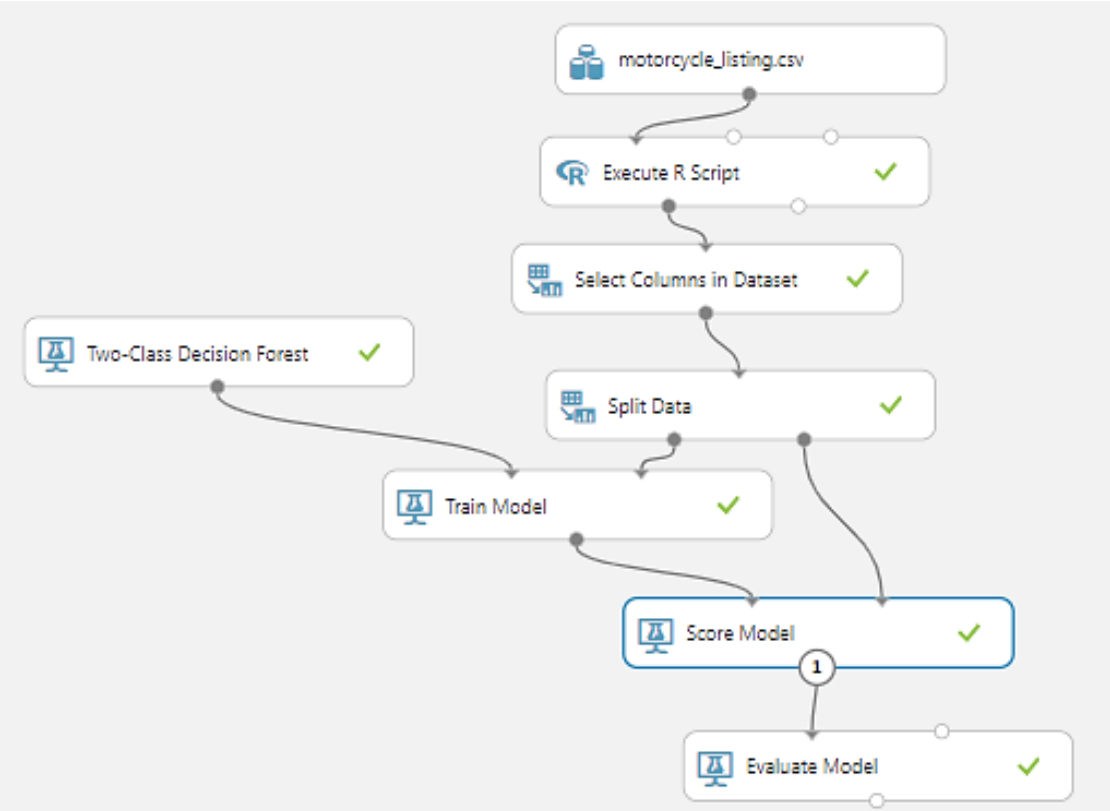 motorcycle_listing.csv
Execute R Script
Select Columns in Dataset
Two-Class Decision Forest
Split Data
Train Model
Score Model
1
Evaluate Model